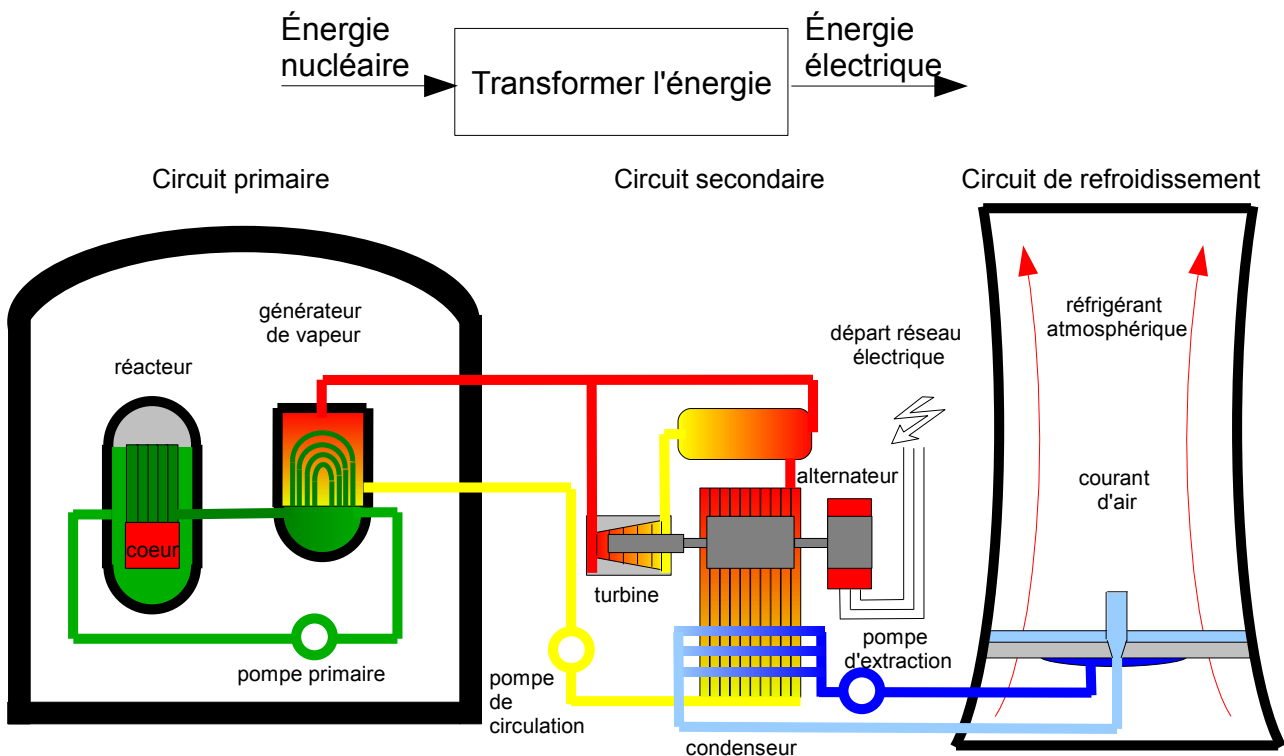 Énergie
nucléaire
Transformer l'énergie
Énergie
électrique
Circuit primaire
Circuit secondaire
Circuit de refroidissement
générateur
de vapeur
réacteur
coeur
pompe primaire
départ réseau
électrique
alternateur
turbine
pompe
d'extraction
pompe
de
circulation
condenseur
réfrigérant
atmosphérique
courant
d'air